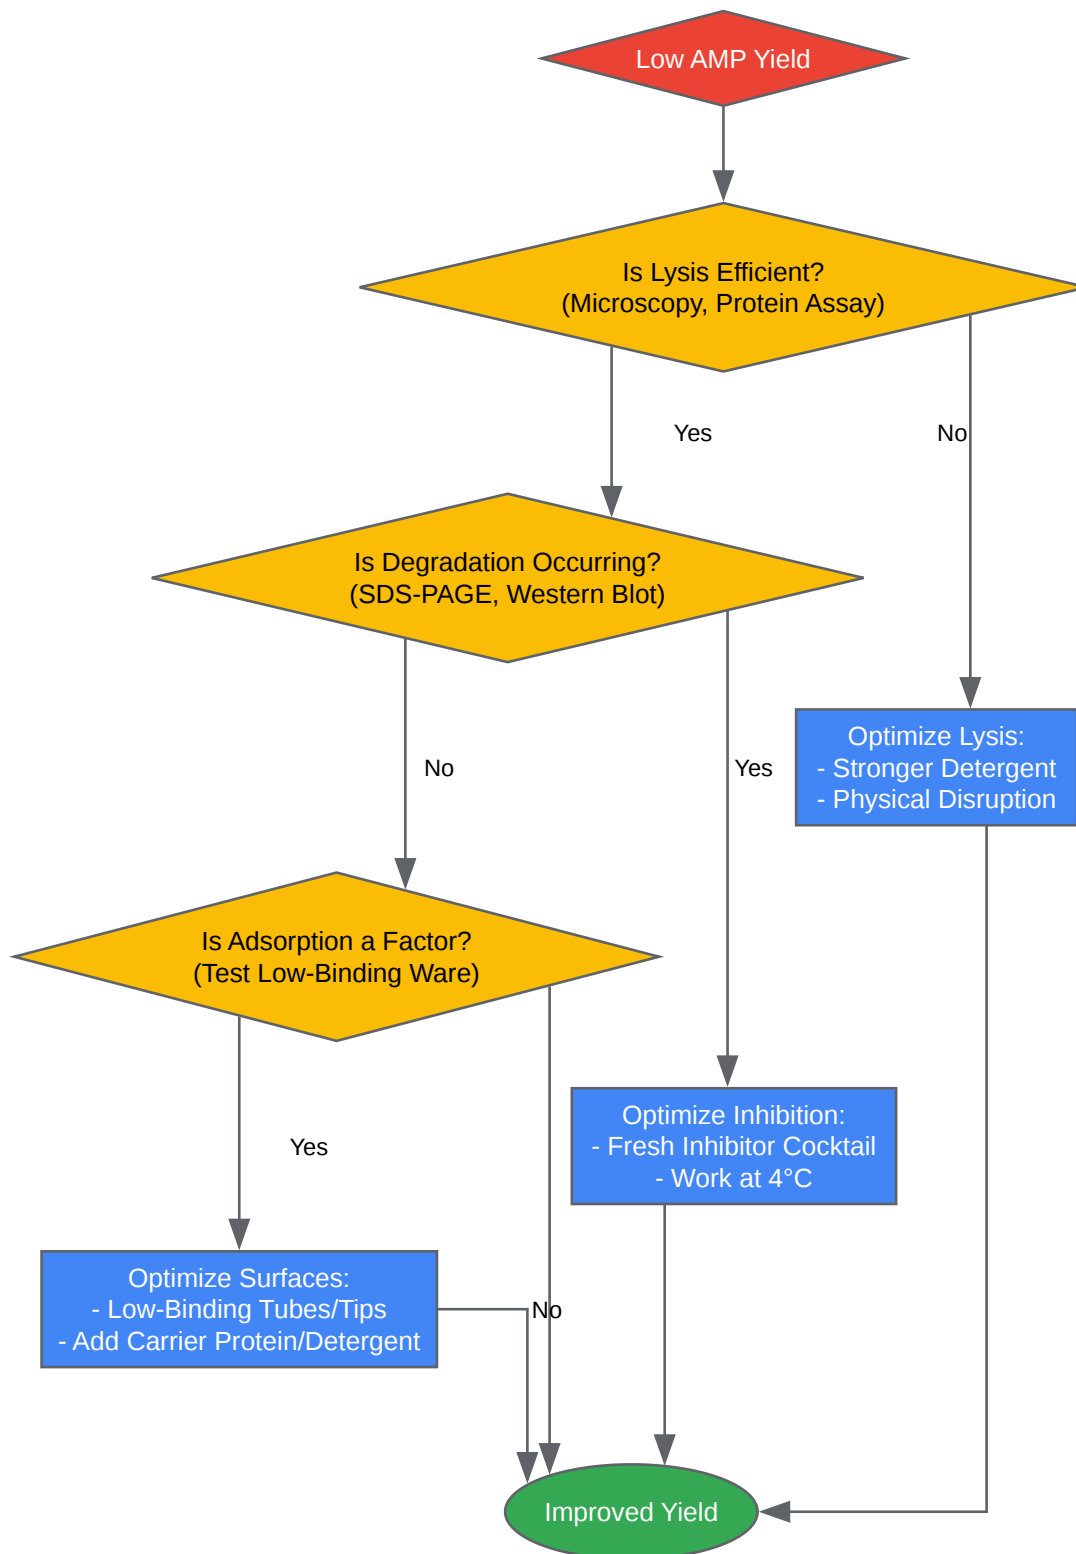 Low AMP Yield
Is Lysis Efficient?
(Microscopy, Protein Assay)
Yes
No
Is Degradation Occurring?
(SDS-PAGE, Western Blot)
Optimize Lysis:
- Stronger Detergent
- Physical Disruption
No
Yes
Is Adsorption a Factor?
(Test Low-Binding Ware)
Optimize Inhibition:
- Fresh Inhibitor Cocktail
- Work at 4°C
Yes
Optimize Surfaces:
- Low-Binding Tubes/Tips
- Add Carrier Protein/Detergent
No
Improved Yield